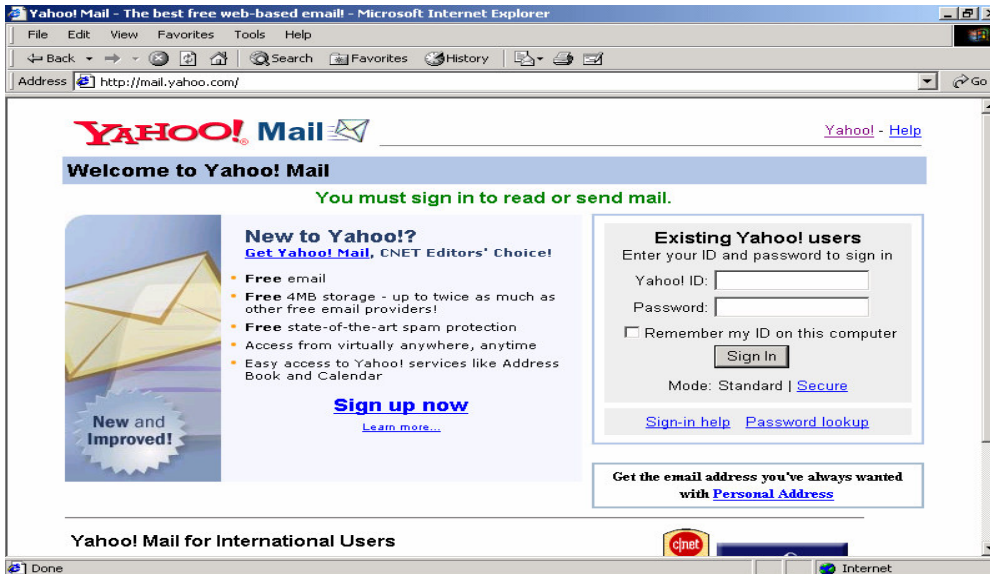 Yahoo! Mail - The best free web-based email! - Microsoft Internet Explorer
File Edit View Favorites Tools Help
Back Search Favorites History
Address http://mail.yahoo.com/ Go
YAHOO! Mail
Yahoo! - Help
Welcome to Yahoo! Mail
You must sign in to read or send mail.
New to Yahoo!?
Get Yahoo! Mail, CNET Editors' Choice!
• Free email
• Free 4MB storage - up to twice as much as
other free email providers!
• Free state-of-the-art spam protection
• Access from virtually anywhere, anytime
• Easy access to Yahoo! services like Address
Book and Calendar
Sign up now
Learn more...
New and
Improved!
Existing Yahoo! users
Enter your ID and password to sign in
Yahoo! ID:
Password:
Remember my ID on this computer
Sign In
Mode: Standard | Secure
Sign-in help Password lookup
Get the email address you've always wanted
with Personal Address
Yahoo! Mail for International Users
c|net
Done Internet